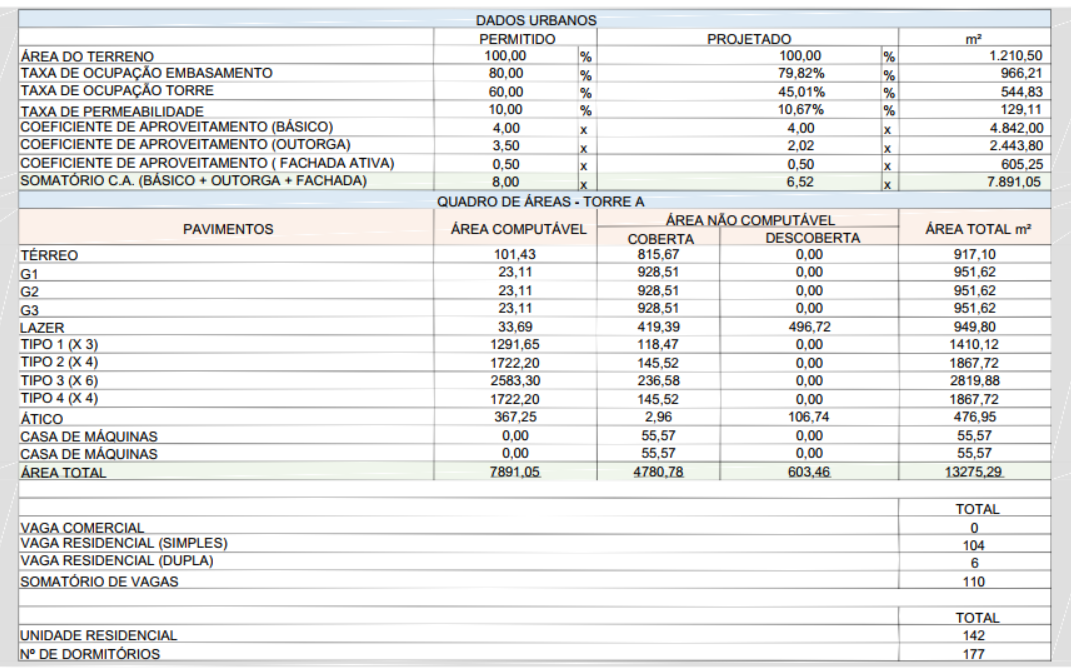 DADOS URBANOS
PERMITIDO PROJETADO m²
ÁREA DO TERRENO 100,00 % 100,00 % 1.210,50
TAXA DE OCUPAÇÃO EMBASAMENTO 80,00 % 79,82% % 966,21
TAXA DE OCUPAÇÃO TORRE 60,00 % 45,01% % 544,83
TAXA DE PERMEABILIDADE 10,00 % 10,67% % 129,11
COEFICIENTE DE APROVEITAMENTO (BÁSICO) 4,00 x 4,00 x 4.842,00
COEFICIENTE DE APROVEITAMENTO (OUTORGA) 3,50 x 2,02 x 2.443,80
COEFICIENTE DE APROVEITAMENTO ( FACHADA ATIVA) 0,50 x 0,50 x 605,25
SOMATÓRIO C.A. (BÁSICO + OUTORGA + FACHADA) 8,00 x 6,52 x 7.891,05
QUADRO DE ÁREAS - TORRE A
PAVIMENTOS ÁREA COMPUTÁVEL ÁREA NÃO COMPUTÁVEL ÁREA TOTAL m²
COBERTA DESCOBERTA
TÉRREO 101,43 815,67 0,00 917,10
G1 23,11 928,51 0,00 951,62
G2 23,11 928,51 0,00 951,62
G3 23,11 928,51 0,00 951,62
LAZER 33,69 419,39 496,72 949,80
TIPO 1 (X 3) 1291,65 118,47 0,00 1410,12
TIPO 2 (X 4) 1722,20 145,52 0,00 1867,72
TIPO 3 (X 6) 2583,30 236,58 0,00 2819,88
TIPO 4 (X 4) 1722,20 145,52 0,00 1867,72
ÁTICO 367,25 2,96 106,74 476,95
CASA DE MÁQUINAS 0,00 55,57 0,00 55,57
CASA DE MÁQUINAS 0,00 55,57 0,00 55,57
ÁREA TOTAL 7891,05 4780,78 603,46 13275,29
TOTAL
VAGA COMERCIAL 0
VAGA RESIDENCIAL (SIMPLES) 104
VAGA RESIDENCIAL (DUPLA) 6
SOMATÓRIO DE VAGAS 110
TOTAL
UNIDADE RESIDENCIAL 142
Nº DE DORMITÓRIOS 177